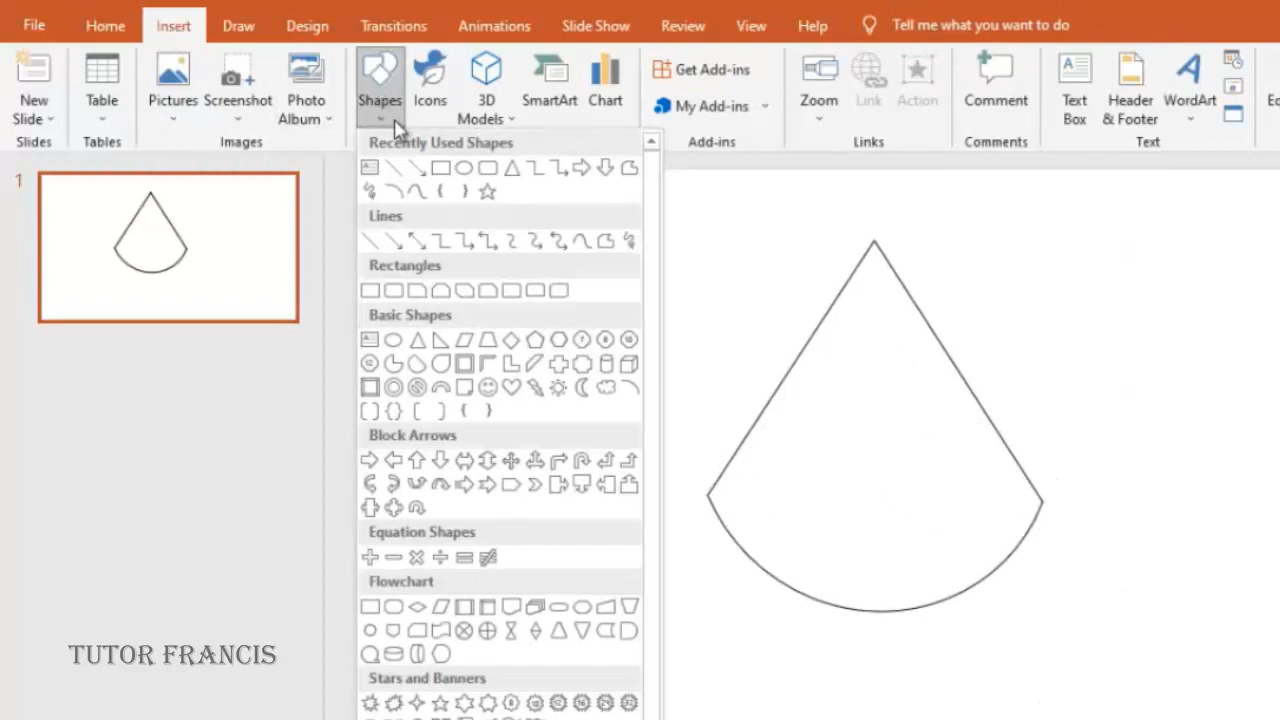 File Home Insert Draw Design Transitions Animations Slide Show Review View Help Tell me what you want to do
New Slide
Table
Pictures
Screenshot
Photo Album
Shapes
Icons
3D Models
SmartArt
Chart
Get Add-ins
My Add-ins
Zoom
Link
Action
Comment
Text Box
Header & Footer
WordArt
Slides Tables Images Add-ins Links Comments Text
Recently Used Shapes
Lines
Rectangles
Basic Shapes
Block Arrows
Equation Shapes
Flowchart
Stars and Banners
1
TUTOR FRANCIS